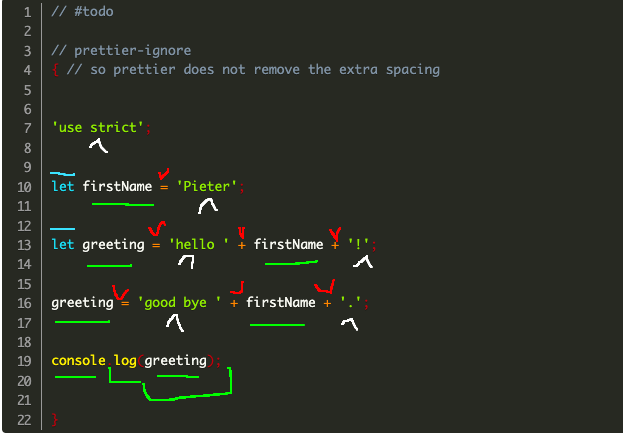 1 // #todo
2
3 // prettier-ignore
4 { // so prettier does not remove the extra spacing
5
6
7 'use strict';
8
9
10 let firstName = 'Pieter';
11
12
13 let greeting = 'hello ' + firstName + '!';
14
15
16 greeting = 'good bye ' + firstName + '.';
17
18
19 console.log(greeting);
20
21
22 }